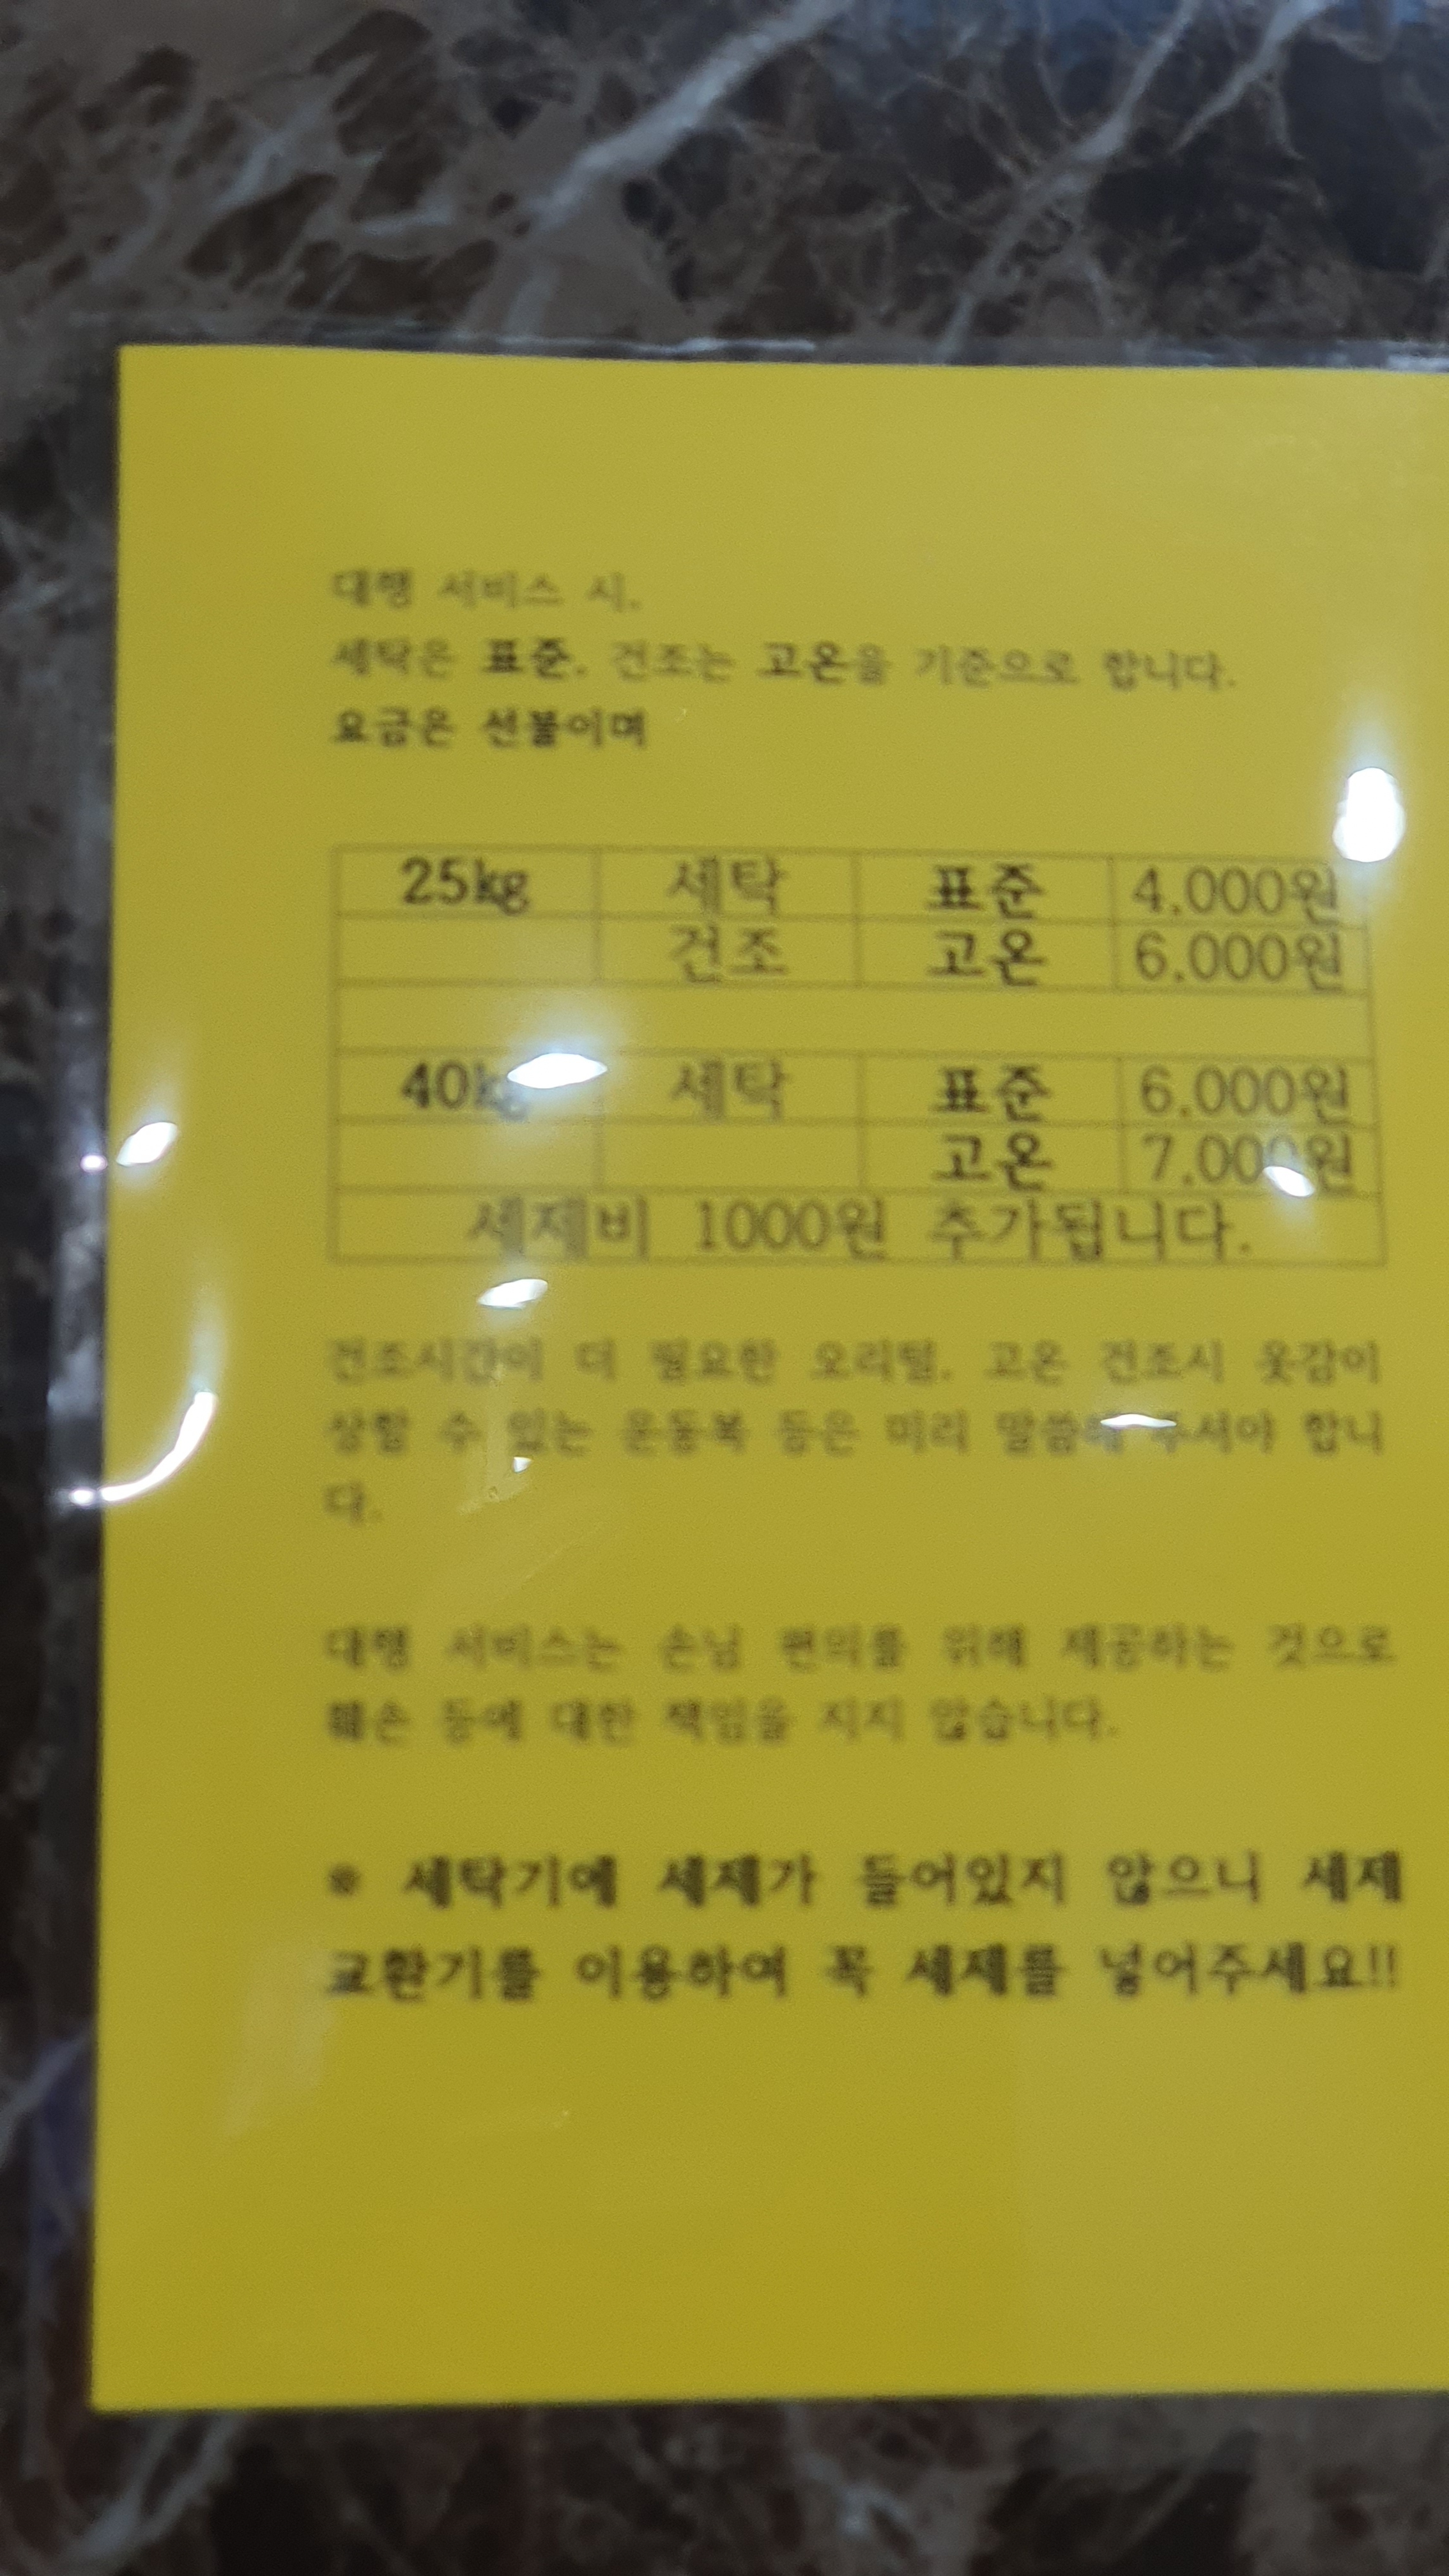 대행 서비스 시.
세탁은 표준. 건조는 고온을 기준으로 합니다.
요금은 선불이며
25kg 세탁 표준 4,000원
건조 고온 6,000원
40kg 세탁 표준 6,000원
고온 7,000원
세제비 1000원 추가됩니다.
건조시간이 더 필요한 오리털. 고온 건조시 옷감이
상할 수 있는 운동복 등은 미리 말씀해 주셔야 합니
다.
대행 서비스는 손님 편의를 위해 제공하는 것으로
훼손 등에 대한 책임을 지지 않습니다.
※ 세탁기에 세제가 들어있지 않으니 세제
교환기를 이용하여 꼭 세제를 넣어주세요!!